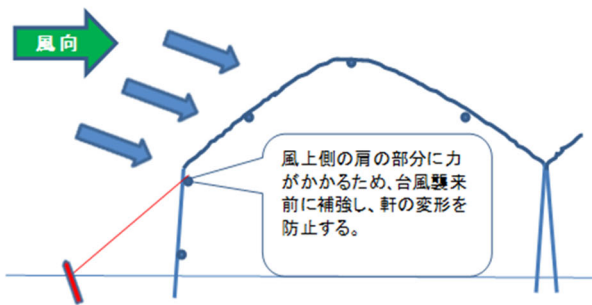 風向
風上側の肩の部分に力
がかかるため、台風襲来
前に補強し、軒の変形を
防止する。